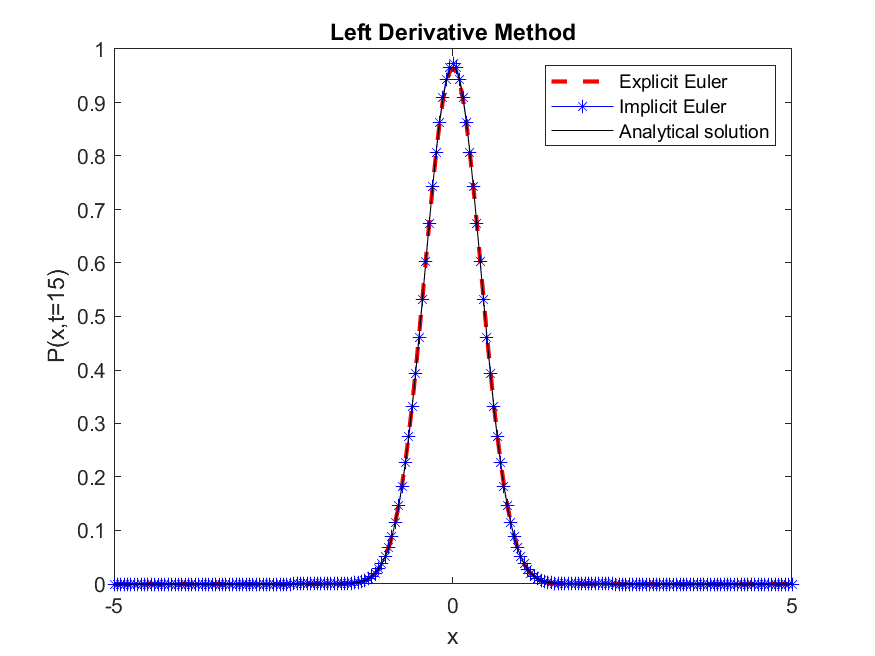 Left Derivative Method
1
0.9
0.8
0.7
0.6
0.5
0.4
0.3
0.2
0.1
0
P(x,t=15)
Explicit Euler
Implicit Euler
Analytical solution
-5
0
5
x